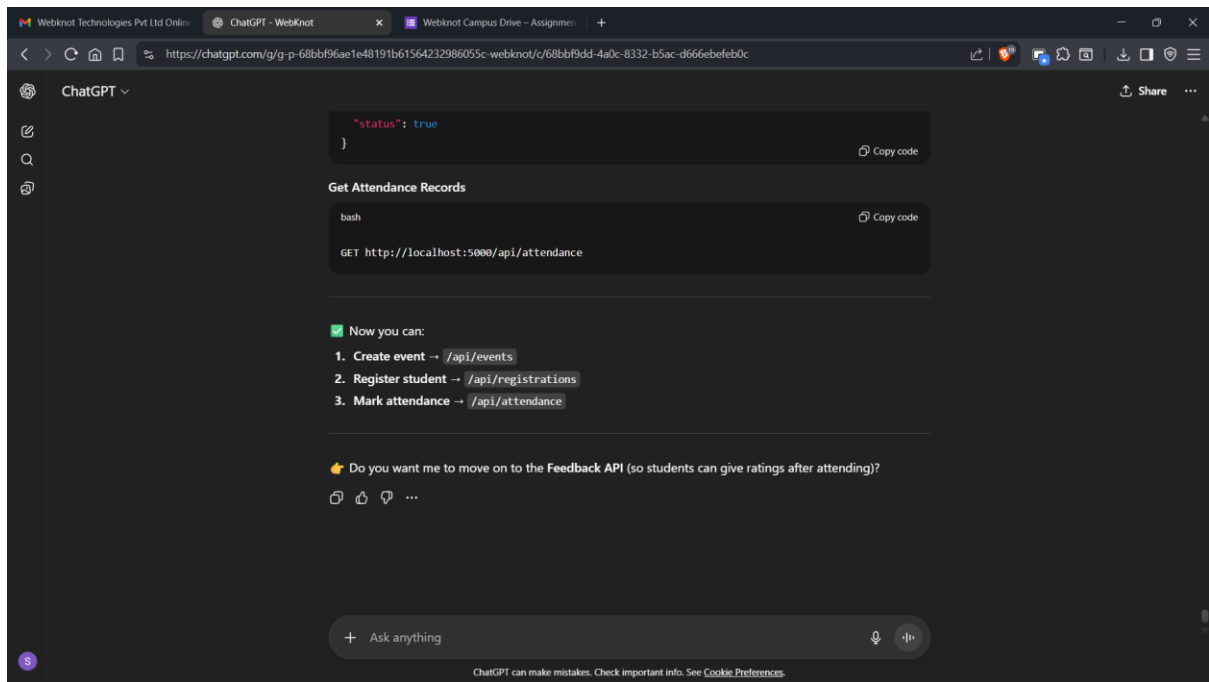 Webknot Technologies Pvt Ltd Online
ChatGPT - WebKnot
Webknot Campus Drive – Assignmen
https://chatgpt.com/g/g-p-68bbf96ae1e48191b61564232986055c-webknot/c/68bbf9dd-4a0c-8332-b5ac-d666ebefeb0c
ChatGPT
Share
"status": true
}
Copy code
Get Attendance Records
bash
Copy code
GET http://localhost:5000/api/attendance
Now you can:
1. Create event → /api/events
2. Register student → /api/registrations
3. Mark attendance → /api/attendance
Do you want me to move on to the Feedback API (so students can give ratings after attending)?
Ask anything
S
ChatGPT can make mistakes. Check important info. See Cookie Preferences.